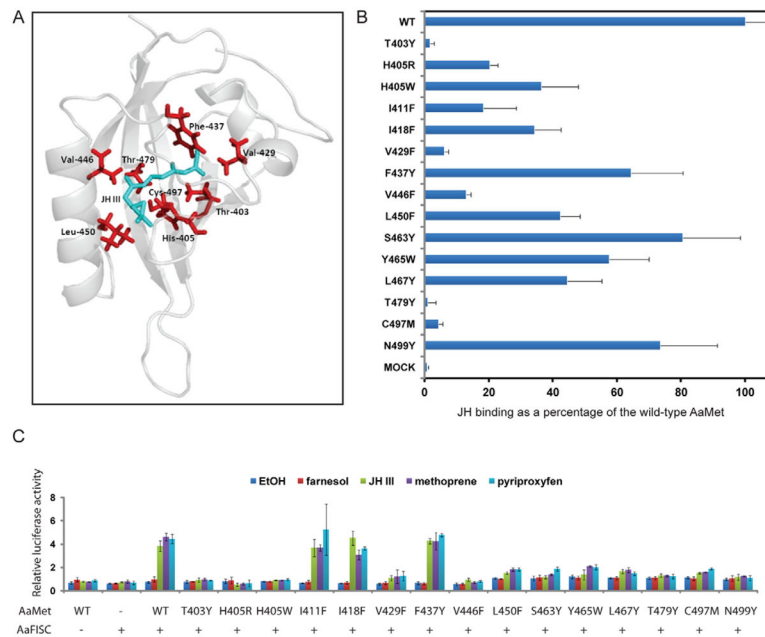 A
Phe-437
Val-446
Thr-479
Val-429
JH III
Cys-497
Thr-403
Leu-450
His-405
B
WT
T403Y
H405R
H405W
I411F
I418F
V429F
F437Y
V446F
L450F
S463Y
Y465W
L467Y
T479Y
C497M
N499Y
MOCK
0 20 40 60 80 100
JH binding as a percentage of the wild-type AaMet
C
EtOH farnesol JH III methoprene pyriproxyfen
Relative luciferase activity
8
6
4
2
0
AaMet WT - WT T403Y H405R H405W I411F I418F V429F F437Y V446F L450F S463Y Y465W L467Y T479Y C497M N499Y
AaFISC - + + + + + + + + + + + + + + + + +